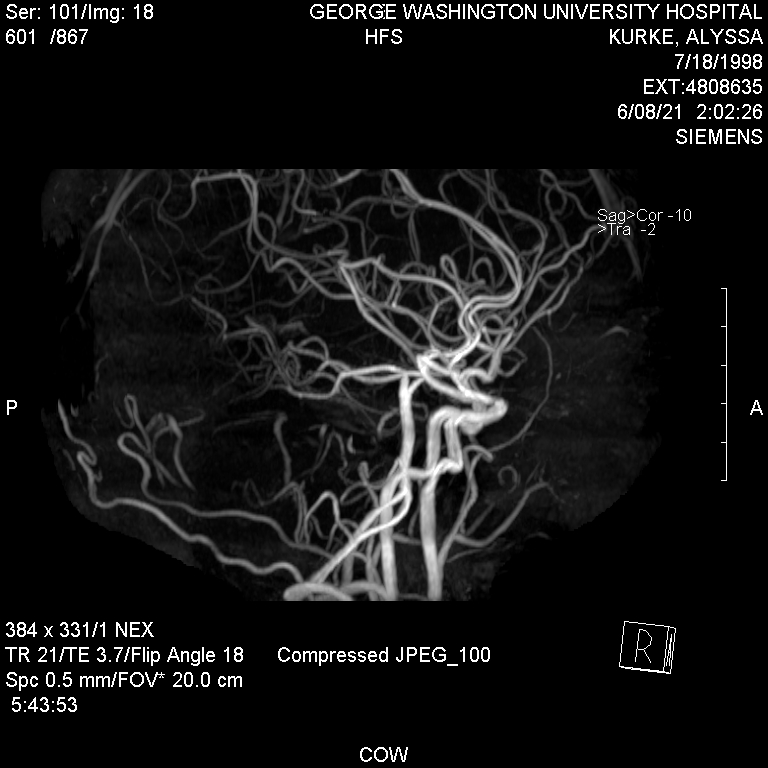 Ser: 101/Img: 18
601 /867
HFS
GEORGE WASHINGTON UNIVERSITY HOSPITAL
KURKE, ALYSSA
7/18/1998
EXT:4808635
6/08/21 2:02:26
SIEMENS
Sag>Cor -10
>Tra -2
P
A
384 x 331/1 NEX
TR 21/TE 3.7/Flip Angle 18
Compressed JPEG_100
Spc 0.5 mm/FOV* 20.0 cm
5:43:53
R
COW